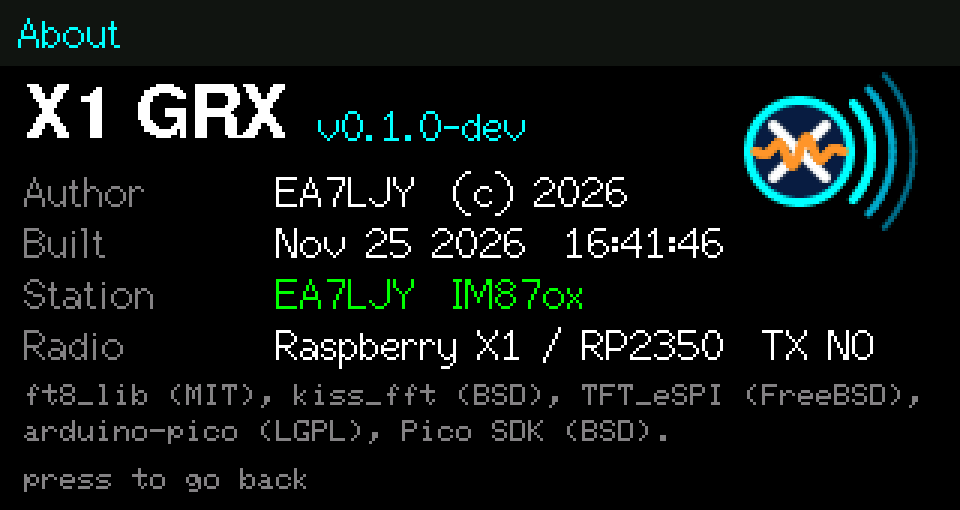 About
X1 GRX v0.1.0-dev
Author EA7LJY (c) 2026
Built Nov 25 2026 16:41:46
Station EA7LJY IM87ox
Radio Raspberry X1 / RP2350 TX NO
ft8_lib (MIT), kiss_fft (BSD), TFT_eSPI (FreeBSD),
arduino-pico (LGPL), Pico SDK (BSD).
press to go back